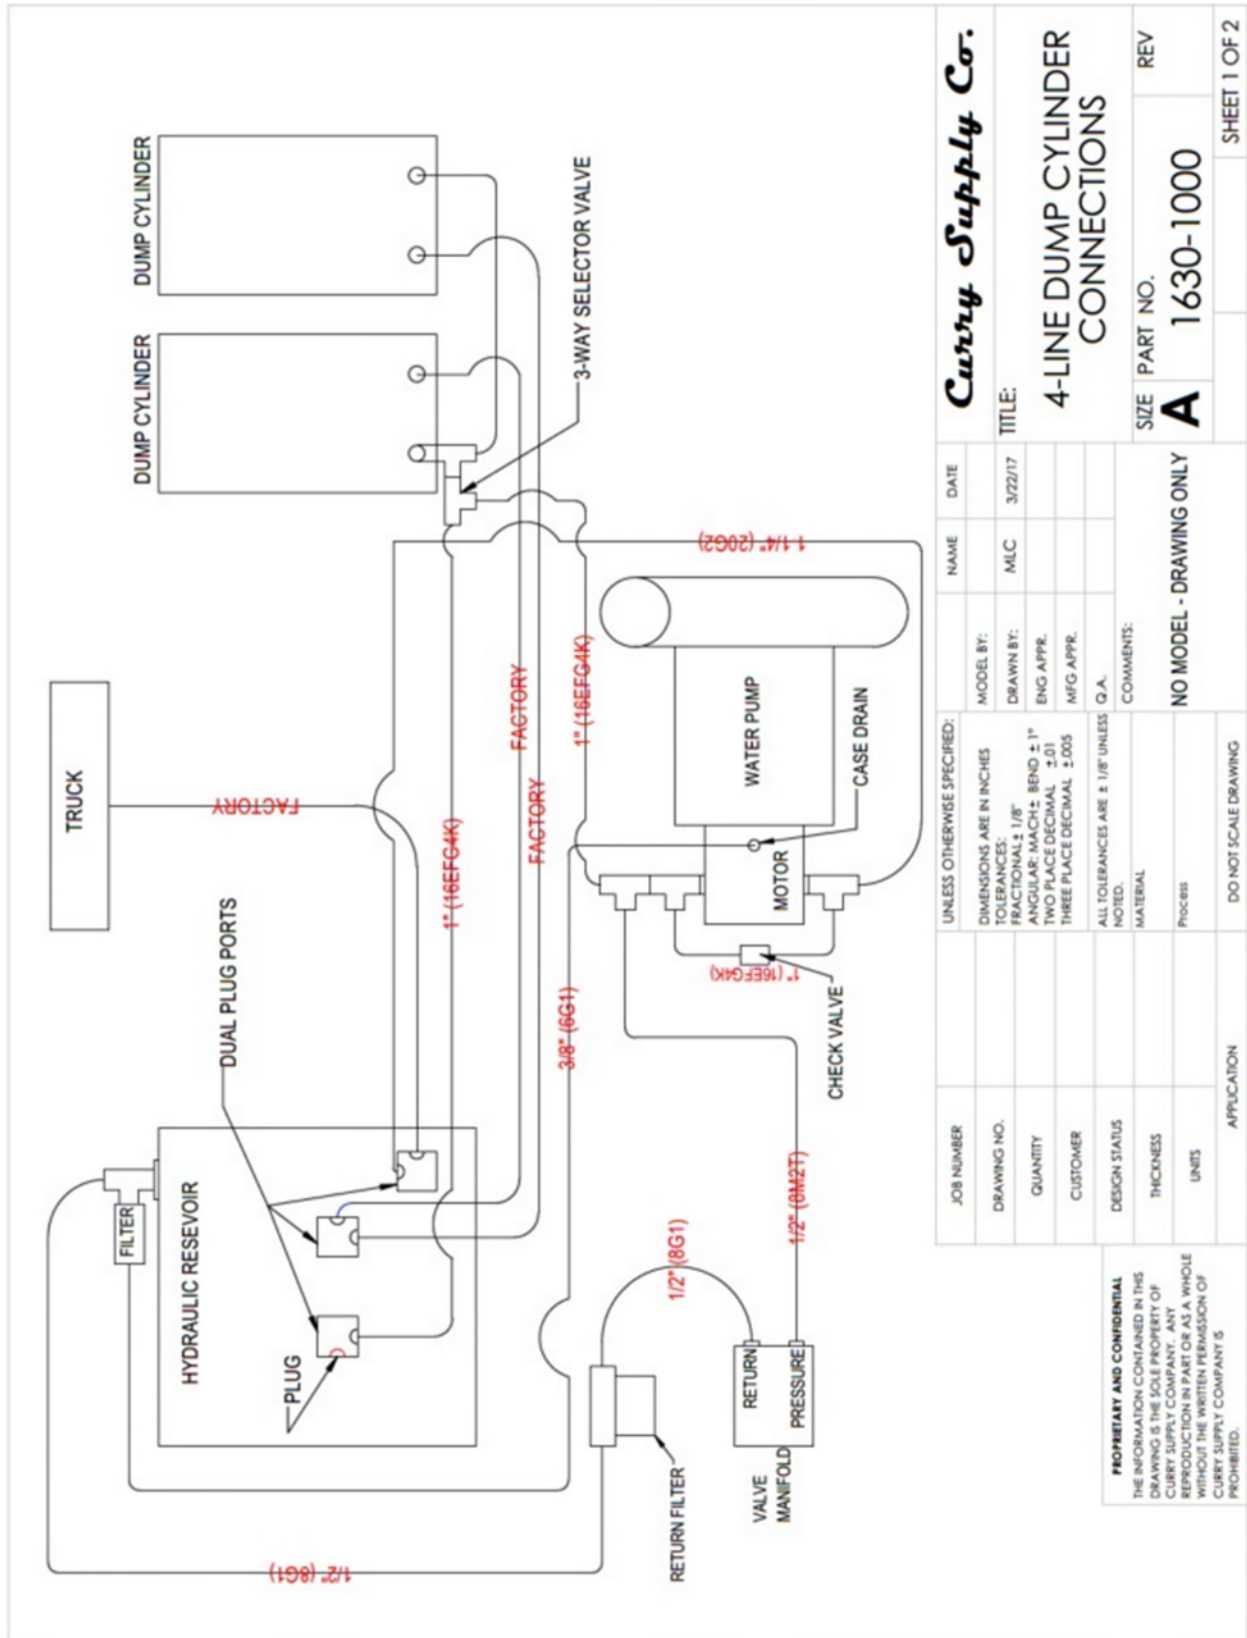 DUMP CYLINDER
DUMP CYLINDER
3-WAY SELECTOR VALVE
TRUCK
FACTORY
1-1/4" (20G2)
FACTORY
1" (16EFG4K)
FACTORY
1" (16EFG4K)
WATER PUMP
CASE DRAIN
MOTOR
DUAL PLUG PORTS
1" (16EFG4K)
CHECK VALVE
3/8" (6G1)
FILTER
HYDRAULIC RESEVOIR
PLUG
1/2" (8G1)
1/2" (8M2T)
RETURN
PRESSURE
VALVE
MANIFOLD
RETURN FILTER
1/2" (8G1)
PROPRIETARY AND CONFIDENTIAL
THE INFORMATION CONTAINED IN THIS
DRAWING IS THE SOLE PROPERTY OF
CURRY SUPPLY COMPANY. ANY
REPRODUCTION IN PART OR AS A WHOLE
WITHOUT THE WRITTEN PERMISSION OF
CURRY SUPPLY COMPANY IS
PROHIBITED.
JOB NUMBER
DRAWING NO.
QUANTITY
CUSTOMER
DESIGN STATUS
THICKNESS
UNITS
APPLICATION
UNLESS OTHERWISE SPECIFIED:
DIMENSIONS ARE IN INCHES
TOLERANCES:
FRACTIONAL ± 1/8"
ANGULAR: MACH± BEND ± 1°
TWO PLACE DECIMAL ±.01
THREE PLACE DECIMAL ±.005
ALL TOLERANCES ARE ± 1/8" UNLESS
NOTED.
MATERIAL
Process
DO NOT SCALE DRAWING
NAME DATE
MODEL BY:
DRAWN BY: MLC 3/22/17
ENG APPR.
MFG APPR.
Q.A.
COMMENTS:
NO MODEL - DRAWING ONLY
Curry Supply Co.
TITLE:
4-LINE DUMP CYLINDER
CONNECTIONS
SIZE PART NO. REV
A 1630-1000
SHEET 1 OF 2